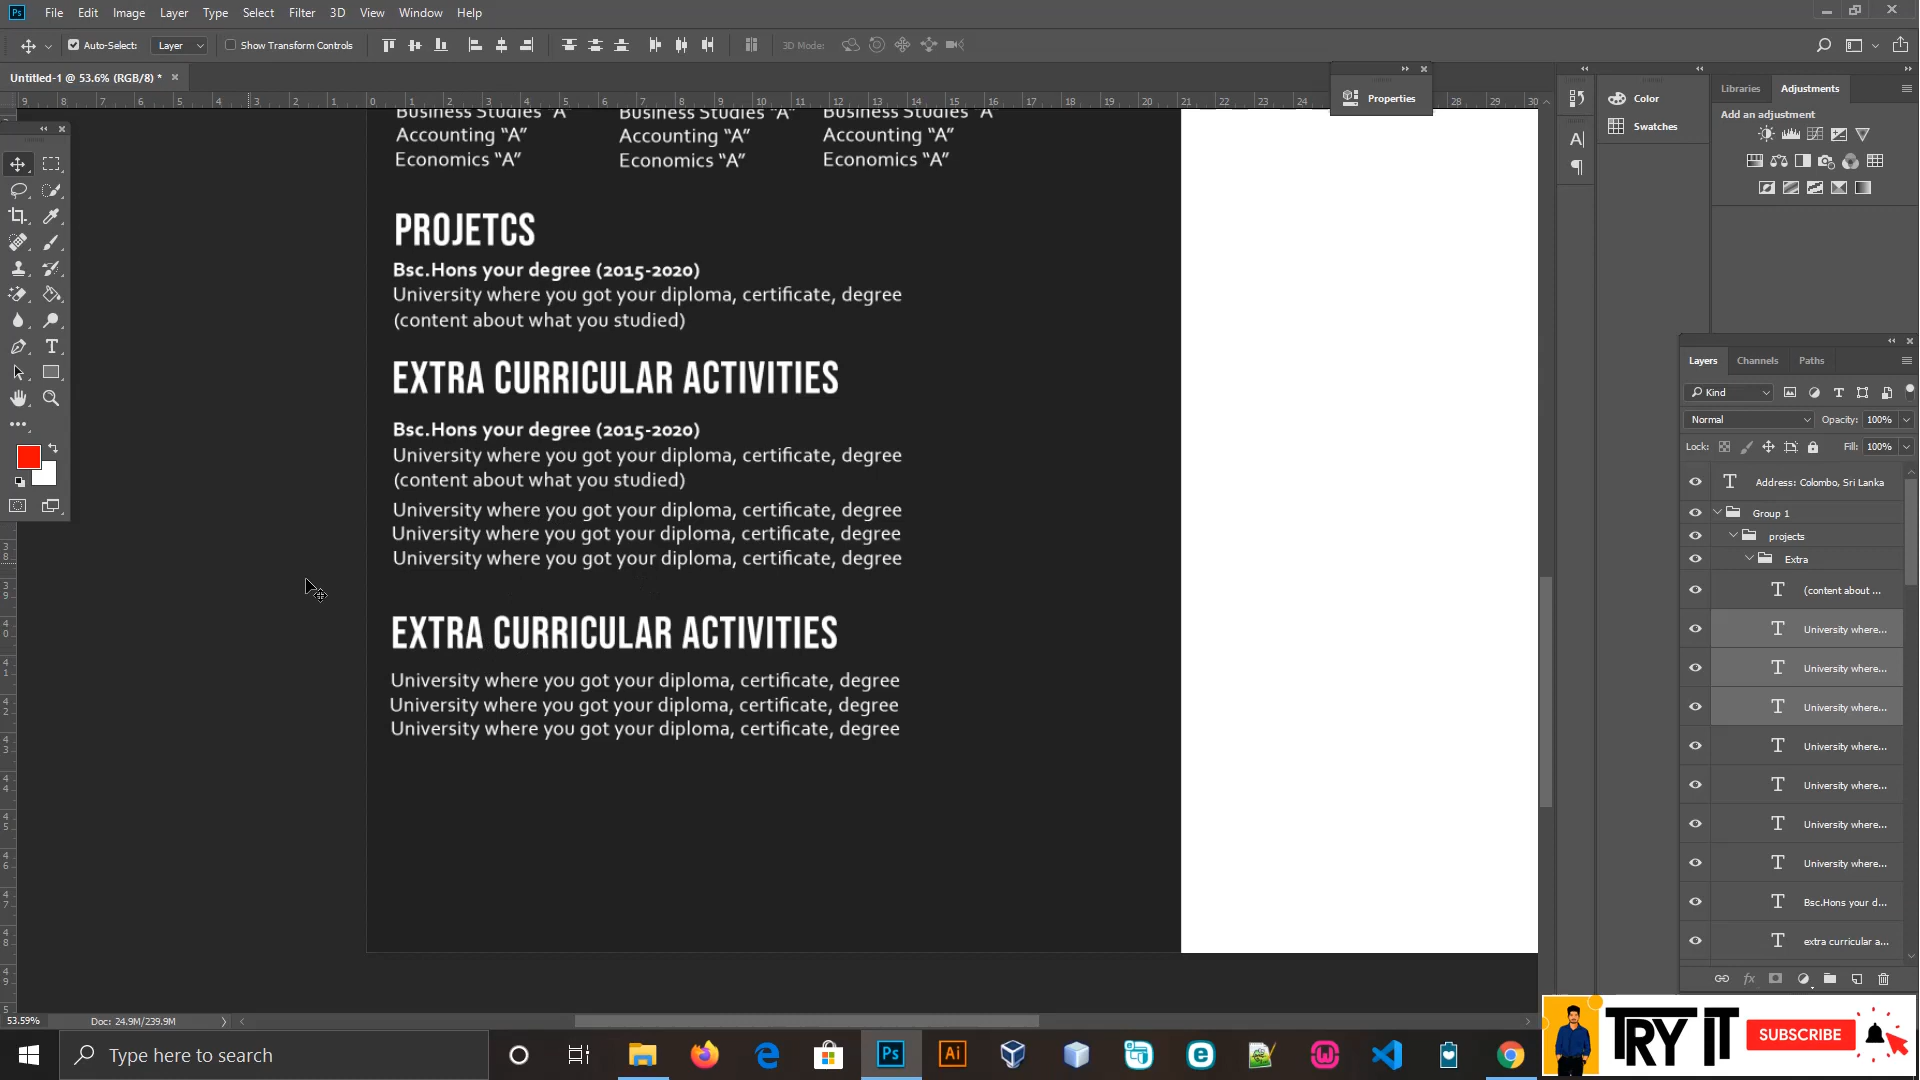 File Edit Image Layer Type Select Filter 3D View Window Help
Auto-Select: Layer Show Transform Controls 3D Mode:
Untitled-1 @ 53.6% (RGB/8) *
Properties
Color
Swatches
Libraries Adjustments
Add an adjustment
Business Studies “A” Business Studies “A” Business Studies “A”
Accounting “A” Accounting “A” Accounting “A”
Economics “A” Economics “A” Economics “A”
PROJETCS
Bsc.Hons your degree (2015-2020)
University where you got your diploma, certificate, degree
(content about what you studied)
EXTRA CURRICULAR ACTIVITIES
Bsc.Hons your degree (2015-2020)
University where you got your diploma, certificate, degree
(content about what you studied)
University where you got your diploma, certificate, degree
University where you got your diploma, certificate, degree
University where you got your diploma, certificate, degree
EXTRA CURRICULAR ACTIVITIES
University where you got your diploma, certificate, degree
University where you got your diploma, certificate, degree
University where you got your diploma, certificate, degree
Layers Channels Paths
Kind
Normal Opacity: 100%
Lock: Fill: 100%
Address: Colombo, Sri Lanka
Group 1
projects
Extra
(content about ...
University where...
University where...
University where...
University where...
University where...
University where...
University where...
Bsc.Hons your d...
extra curricular a...
53.59% Doc: 24.9M/239.9M
Type here to search
TRY IT SUBSCRIBE